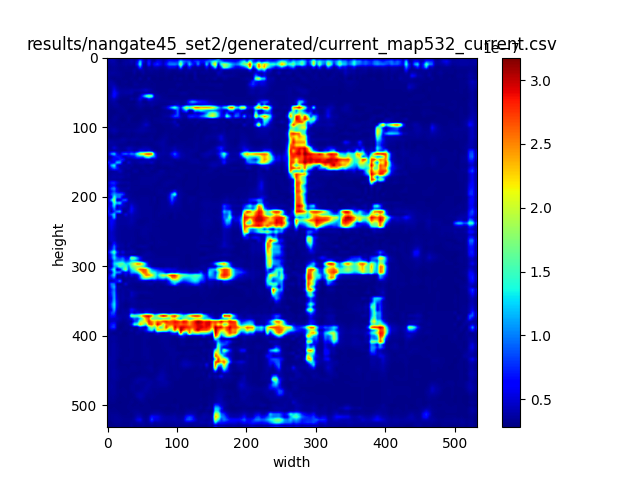 results/nangate45_set2/generated/current_map532_current.csv
1e−7
0
100
200
300
400
500
height
0 100 200 300 400 500
width
3.0
2.5
2.0
1.5
1.0
0.5